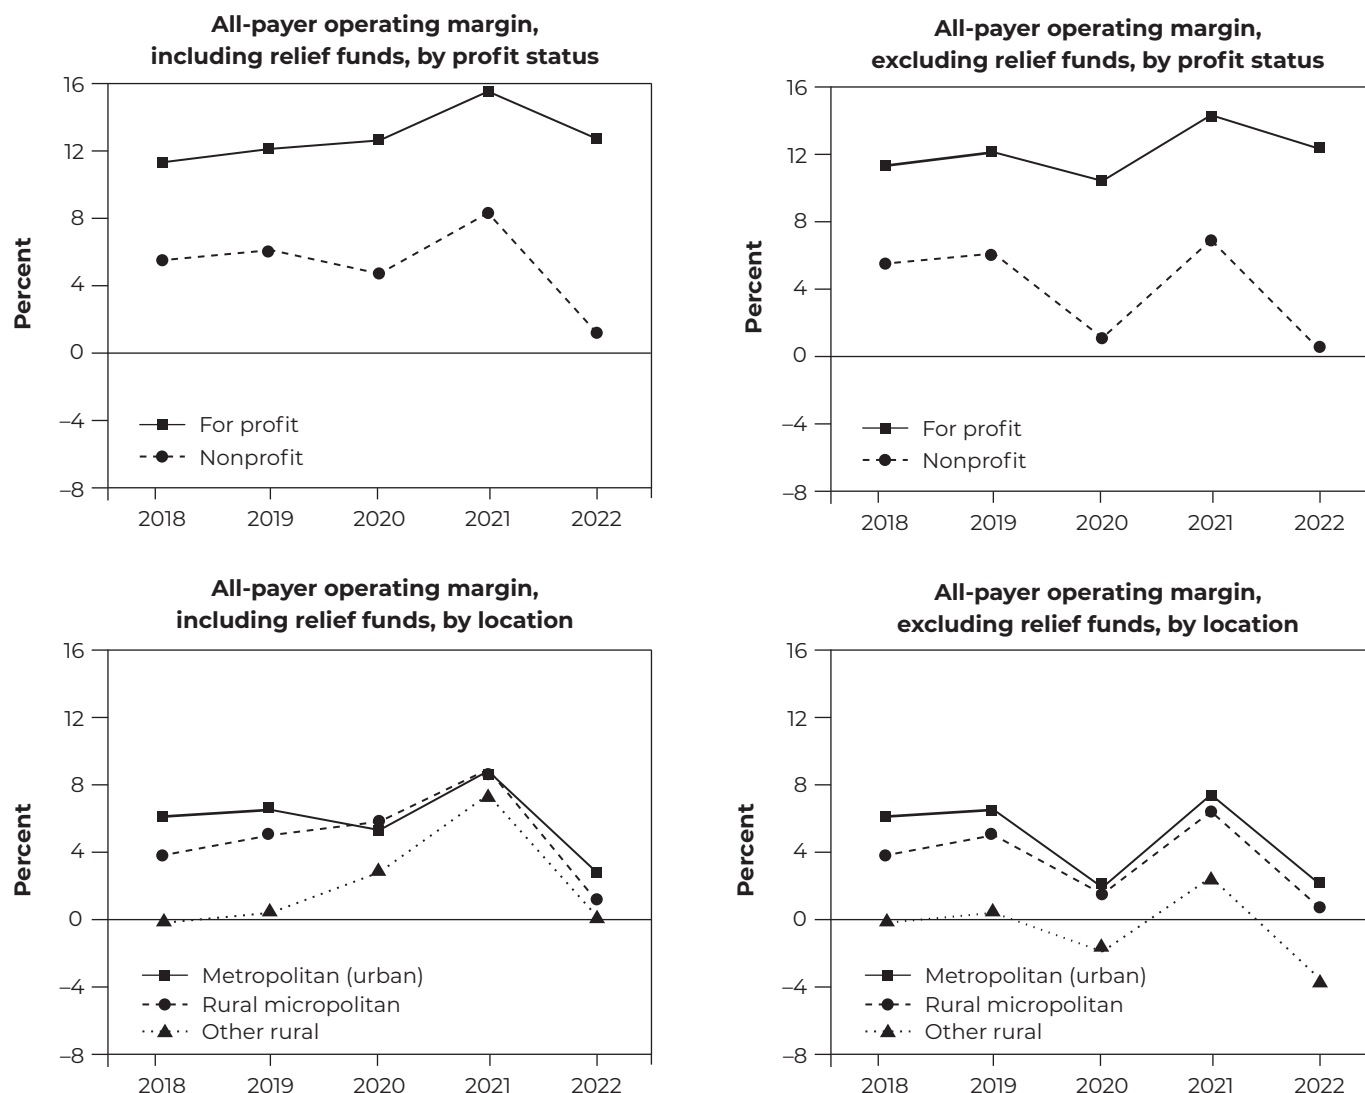 All-payer operating margin,
including relief funds, by profit status
16
12
8
4
0
–4
–8
Percent
For profit
Nonprofit
2018 2019 2020 2021 2022
All-payer operating margin,
excluding relief funds, by profit status
16
12
8
4
0
–4
–8
Percent
For profit
Nonprofit
2018 2019 2020 2021 2022
All-payer operating margin,
including relief funds, by location
16
12
8
4
0
–4
–8
Percent
Metropolitan (urban)
Rural micropolitan
Other rural
2018 2019 2020 2021 2022
All-payer operating margin,
excluding relief funds, by location
16
12
8
4
0
–4
–8
Percent
Metropolitan (urban)
Rural micropolitan
Other rural
2018 2019 2020 2021 2022